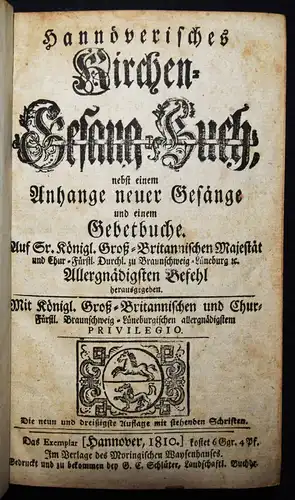 Hannöverisches
Kirchen-
Gesang-Buch,
nebst einem
Anhange neuer Gesänge
und einem
Gebetbuche.
Auf Sr. Königl. Groß-Britannischen Majestät
und Chur-Fürstl. Durchl. zu Braunschweig-Lüneburg ꝛc.
Allergnädigsten Befehl
herausgegeben.
Mit Königl. Groß-Britannischen und Chur-
Fürstl. Braunschweig-Lüneburgischen allergnädigstem
PRIVILEGIO.
Die neun und dreißigste Auflage mit stehenden Schriften.
Das Exemplar [Hannover, 1810.] kostet 6 Ggr. 4 Pf.
Im Verlage des Moringischen Waysenhauses.
Gedruckt und zu bekommen bey G. C. Schlüter, Landschaftl. Buchdr.